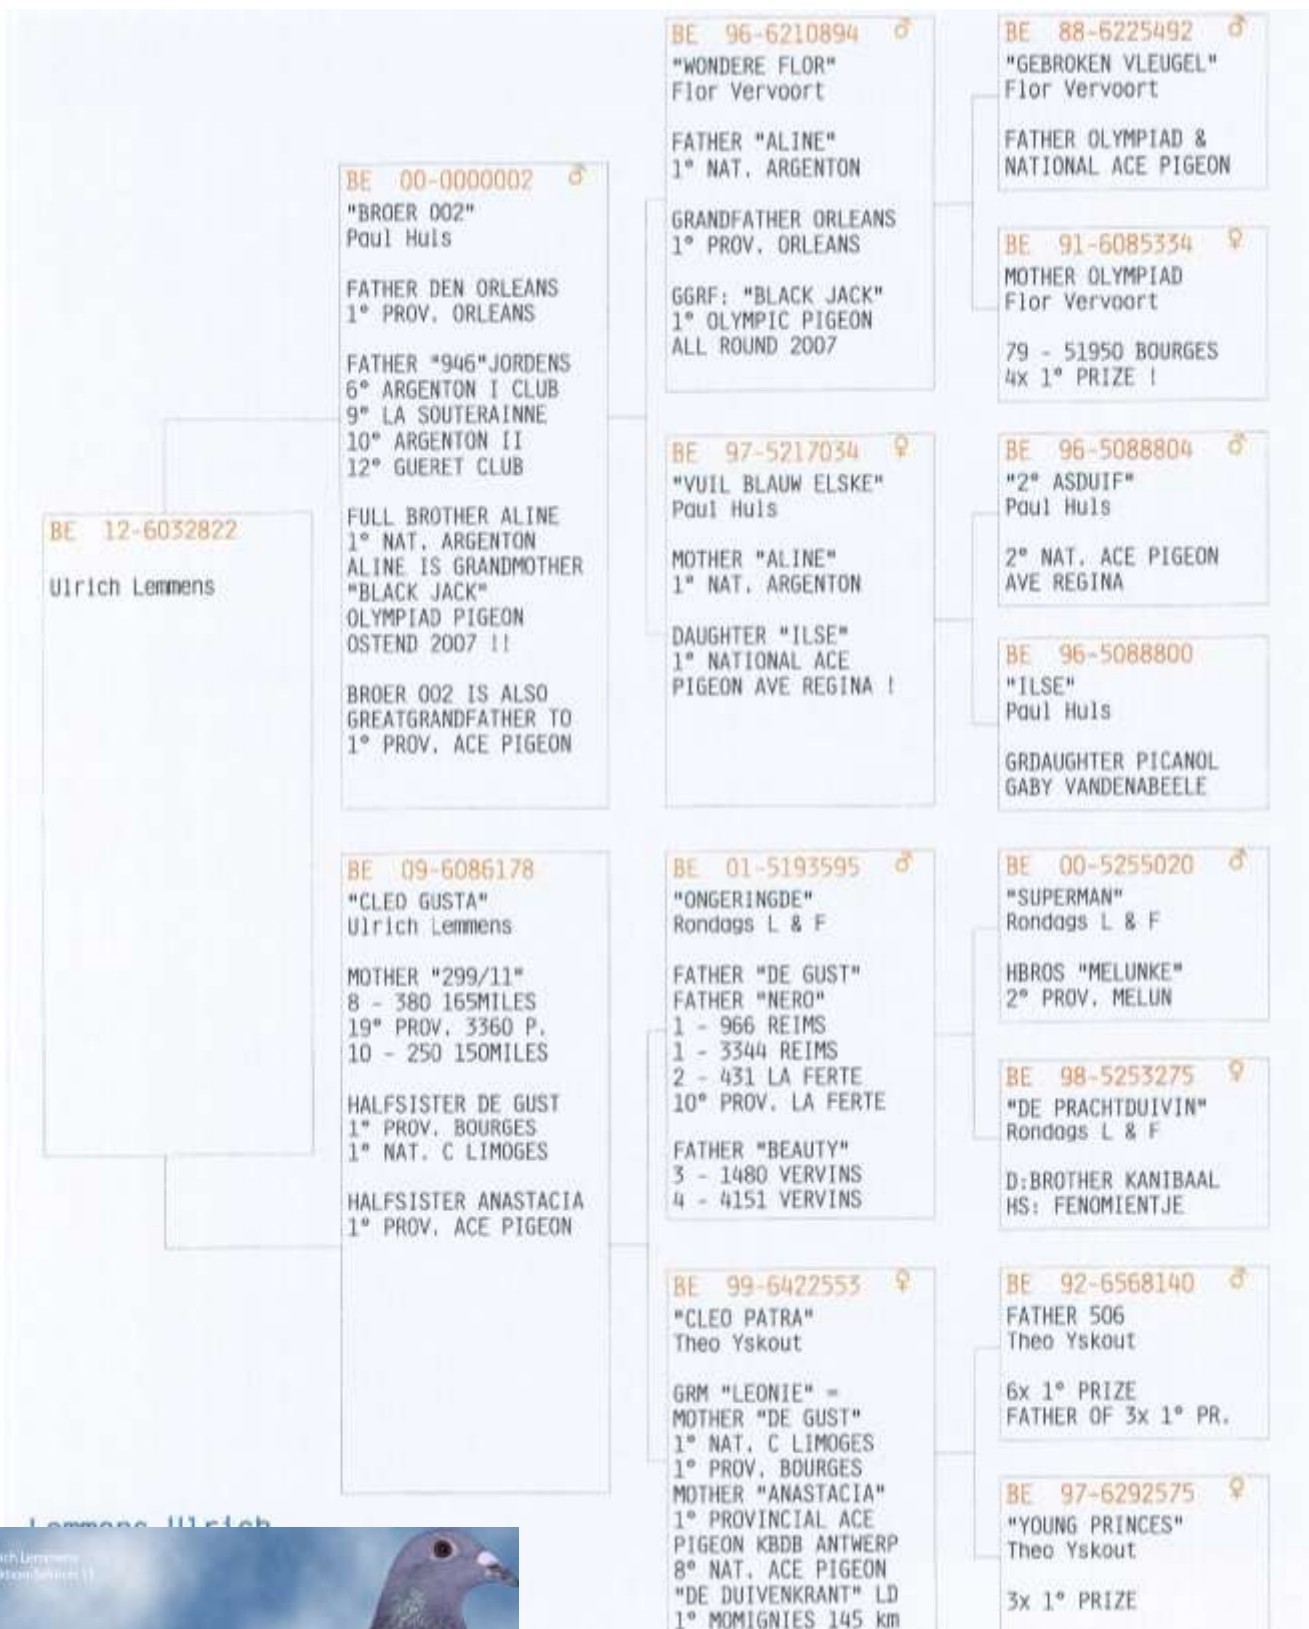 BE 12-6032822
Ulrich Lemmens
BE 00-0000002 ♂
"BROER 002"
Paul Huls
FATHER DEN ORLEANS
1° PROV. ORLEANS
FATHER "946"JORDENS
6° ARGENTON I CLUB
9° LA SOUTERAINNE
10° ARGENTON II
12° GUERET CLUB
FULL BROTHER ALINE
1° NAT. ARGENTON
ALINE IS GRANDMOTHER
"BLACK JACK"
OLYMPIAD PIGEON
OSTEND 2007 !!
BROER 002 IS ALSO
GREATGRANDFATHER TO
1° PROV. ACE PIGEON
BE 09-6086178
"CLEO GUSTA"
Ulrich Lemmens
MOTHER "299/11"
8 - 380 165MILES
19° PROV. 3360 P.
10 - 250 150MILES
HALFSISTER DE GUST
1° PROV. BOURGES
1° NAT. C LIMOGES
HALFSISTER ANASTACIA
1° PROV. ACE PIGEON
BE 96-6210894 ♂
"WONDERE FLOR"
Flor Vervoort
FATHER "ALINE"
1° NAT. ARGENTON
GRANDFATHER ORLEANS
1° PROV. ORLEANS
GGRF: "BLACK JACK"
1° OLYMPIC PIGEON
ALL ROUND 2007
BE 97-5217034 ♀
"VUIL BLAUW ELSKE"
Paul Huls
MOTHER "ALINE"
1° NAT. ARGENTON
DAUGHTER "ILSE"
1° NATIONAL ACE
PIGEON AVE REGINA !
BE 01-5193595 ♂
"ONGERINGDE"
Rondags L & F
FATHER "DE GUST"
FATHER "NERO"
1 - 966 REIMS
1 - 3344 REIMS
2 - 431 LA FERTE
10° PROV. LA FERTE
FATHER "BEAUTY"
3 - 1480 VERVINS
4 - 4151 VERVINS
BE 99-6422553 ♀
"CLEO PATRA"
Theo Yskout
GRM "LEONIE" =
MOTHER "DE GUST"
1° NAT. C LIMOGES
1° PROV. BOURGES
MOTHER "ANASTACIA"
1° PROVINCIAL ACE
PIGEON KBDB ANTWERP
8° NAT. ACE PIGEON
"DE DUIVENKRANT" LD
1° MOMIGNIES 145 km
BE 88-6225492 ♂
"GEBROKEN VLEUGEL"
Flor Vervoort
FATHER OLYMPIAD &
NATIONAL ACE PIGEON
BE 91-6085334 ♀
MOTHER OLYMPIAD
Flor Vervoort
79 - 51950 BOURGES
4x 1° PRIZE !
BE 96-5088804 ♂
"2° ASDUIF"
Paul Huls
2° NAT. ACE PIGEON
AVE REGINA
BE 96-5088800
"ILSE"
Paul Huls
GRDAUGHTER PICANOL
GABY VANDENABEELE
BE 00-5255020 ♂
"SUPERMAN"
Rondags L & F
HBROS "MELUNKE"
2° PROV. MELUN
BE 98-5253275 ♀
"DE PRACHTDUIVIN"
Rondags L & F
D:BROTHER KANIBAAL
HS: FENOMIENTJE
BE 92-6568140 ♂
FATHER 506
Theo Yskout
6x 1° PRIZE
FATHER OF 3x 1° PR.
BE 97-6292575 ♀
"YOUNG PRINCES"
Theo Yskout
3x 1° PRIZE
Lemmens Ulrich